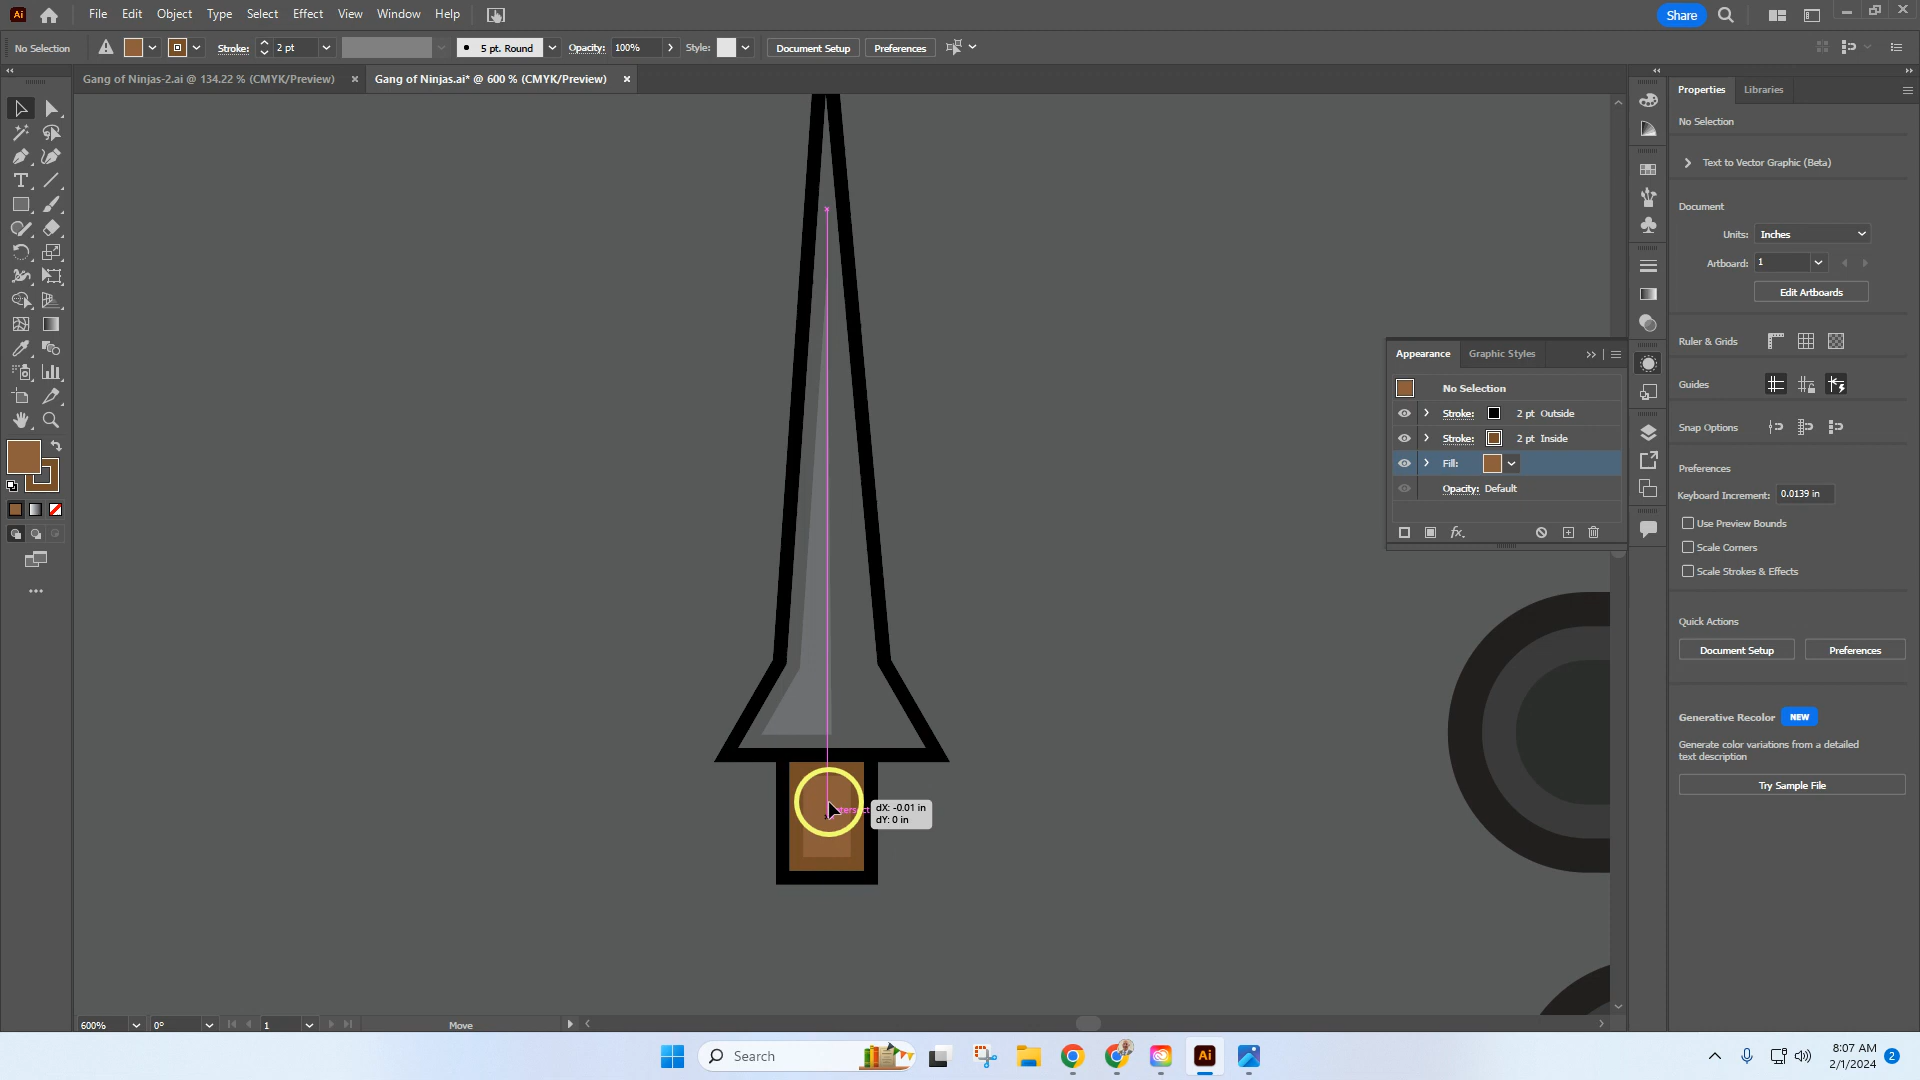 Ai File Edit Object Type Select Effect View Window Help Share
No Selection Stroke: 2 pt 5 pt. Round Opacity: 100% Style: Document Setup Preferences
Gang of Ninjas-2.ai @ 134.22 % (CMYK/Preview) × Gang of Ninjas.ai* @ 600 % (CMYK/Preview) ×
Properties Libraries
No Selection
Text to Vector Graphic (Beta)
Document
Units: Inches
Artboard: 1
Edit Artboards
Ruler & Grids
Guides
Snap Options
Preferences
Keyboard Increment: 0.0139 in
Use Preview Bounds
Scale Corners
Scale Strokes & Effects
Quick Actions
Document Setup Preferences
Generative Recolor NEW
Generate color variations from a detailed
text description
Try Sample File
Appearance Graphic Styles
No Selection
Stroke: 2 pt Outside
Stroke: 2 pt Inside
Fill:
Opacity: Default
fx
dX: -0.01 in
dY: 0 in
600% 0° 1 Move
Search
Ai
8:07 AM
2/1/2024
2